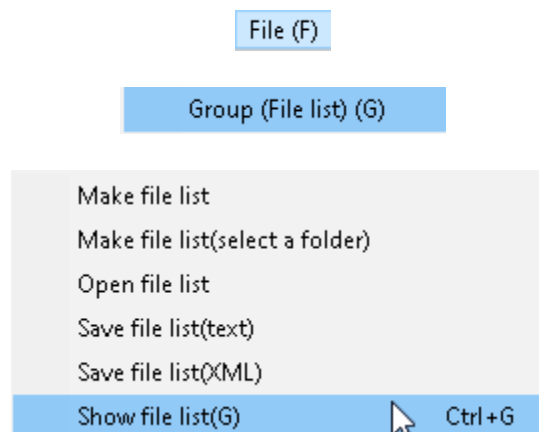 File (F)
Group (File list) (G)
Make file list
Make file list(select a folder)
Open file list
Save file list(text)
Save file list(XML)
Show file list(G) Ctrl+G